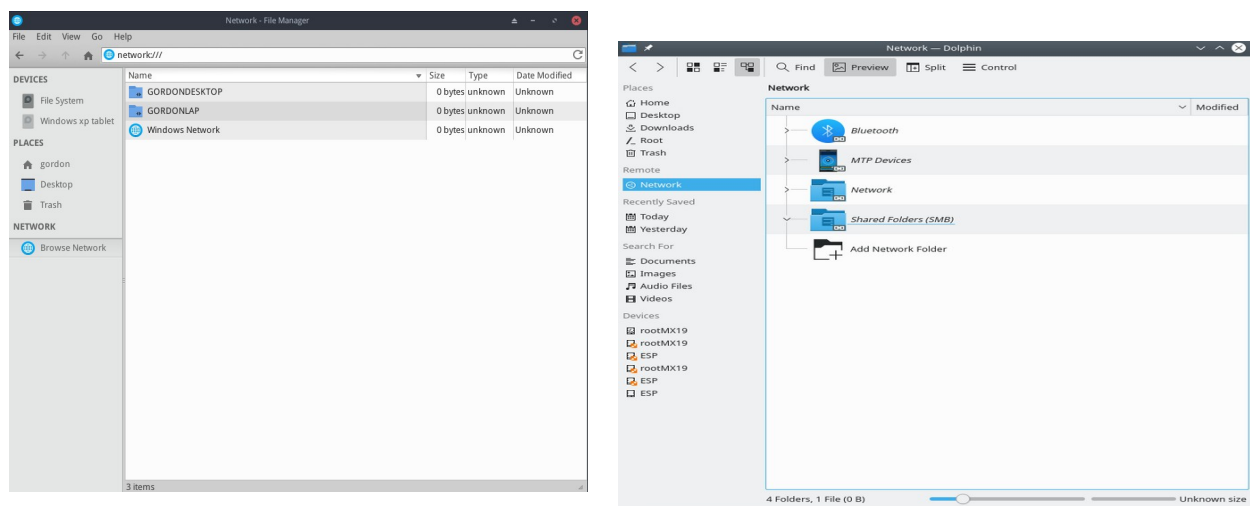 Network - File Manager
File Edit View Go Help
network:///
DEVICES
File System
Windows xp tablet
PLACES
gordon
Desktop
Trash
NETWORK
Browse Network
Name Size Type Date Modified
GORDONDESKTOP 0 bytes unknown Unknown
GORDONLAP 0 bytes unknown Unknown
Windows Network 0 bytes unknown Unknown
3 items
Network — Dolphin
Find Preview Split Control
Places
Home
Desktop
Downloads
Root
Trash
Remote
Network
Recently Saved
Today
Yesterday
Search For
Documents
Images
Audio Files
Videos
Devices
rootMX19
rootMX19
ESP
rootMX19
ESP
ESP
Network
Name Modified
Bluetooth
MTP Devices
Network
Shared Folders (SMB)
Add Network Folder
4 Folders, 1 File (0 B) Unknown size